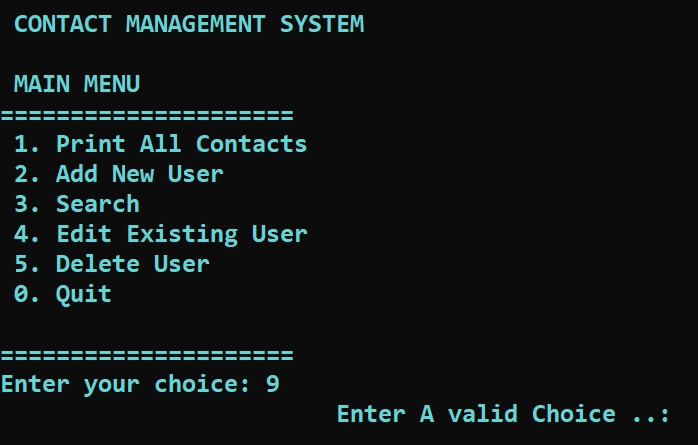 CONTACT MANAGEMENT SYSTEM
MAIN MENU
=====================
1. Print All Contacts
2. Add New User
3. Search
4. Edit Existing User
5. Delete User
0. Quit
=====================
Enter your choice: 9
Enter A valid Choice ..: